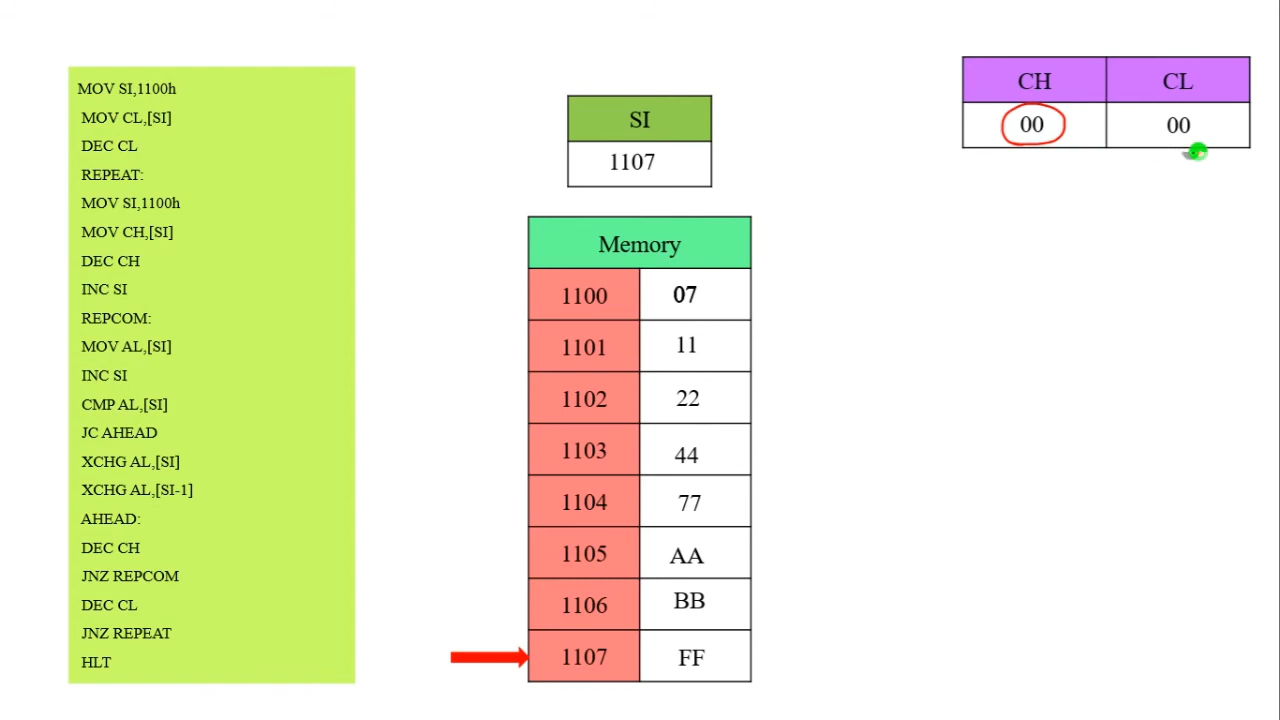 MOV SI,1100h
MOV CL,[SI]
DEC CL
REPEAT:
MOV SI,1100h
MOV CH,[SI]
DEC CH
INC SI
REPCOM:
MOV AL,[SI]
INC SI
CMP AL,[SI]
JC AHEAD
XCHG AL,[SI]
XCHG AL,[SI-1]
AHEAD:
DEC CH
JNZ REPCOM
DEC CL
JNZ REPEAT
HLT
SI
1107
Memory
1100 07
1101 11
1102 22
1103 44
1104 77
1105 AA
1106 BB
1107 FF
CH CL
00 00